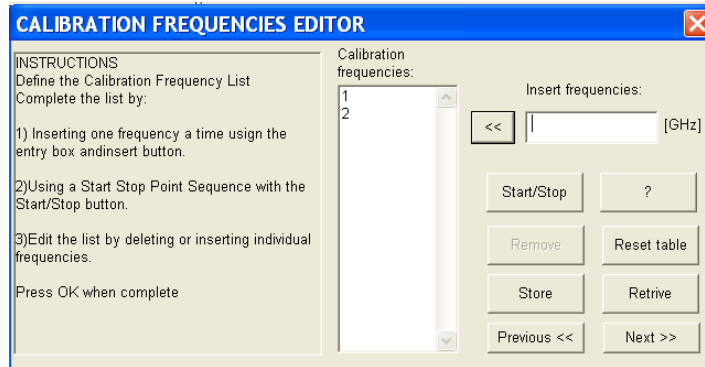 CALIBRATION FREQUENCIES EDITOR
INSTRUCTIONS
Define the Calibration Frequency List
Complete the list by:
1) Inserting one frequency a time usign the
entry box andinsert button.
2)Using a Start Stop Point Sequence with the
Start/Stop button.
3)Edit the list by deleting or inserting individual
frequencies.
Press OK when complete
Calibration
frequencies:
1
2
Insert frequencies:
<< [GHz]
Start/Stop ?
Remove Reset table
Store Retrive
Previous << Next >>